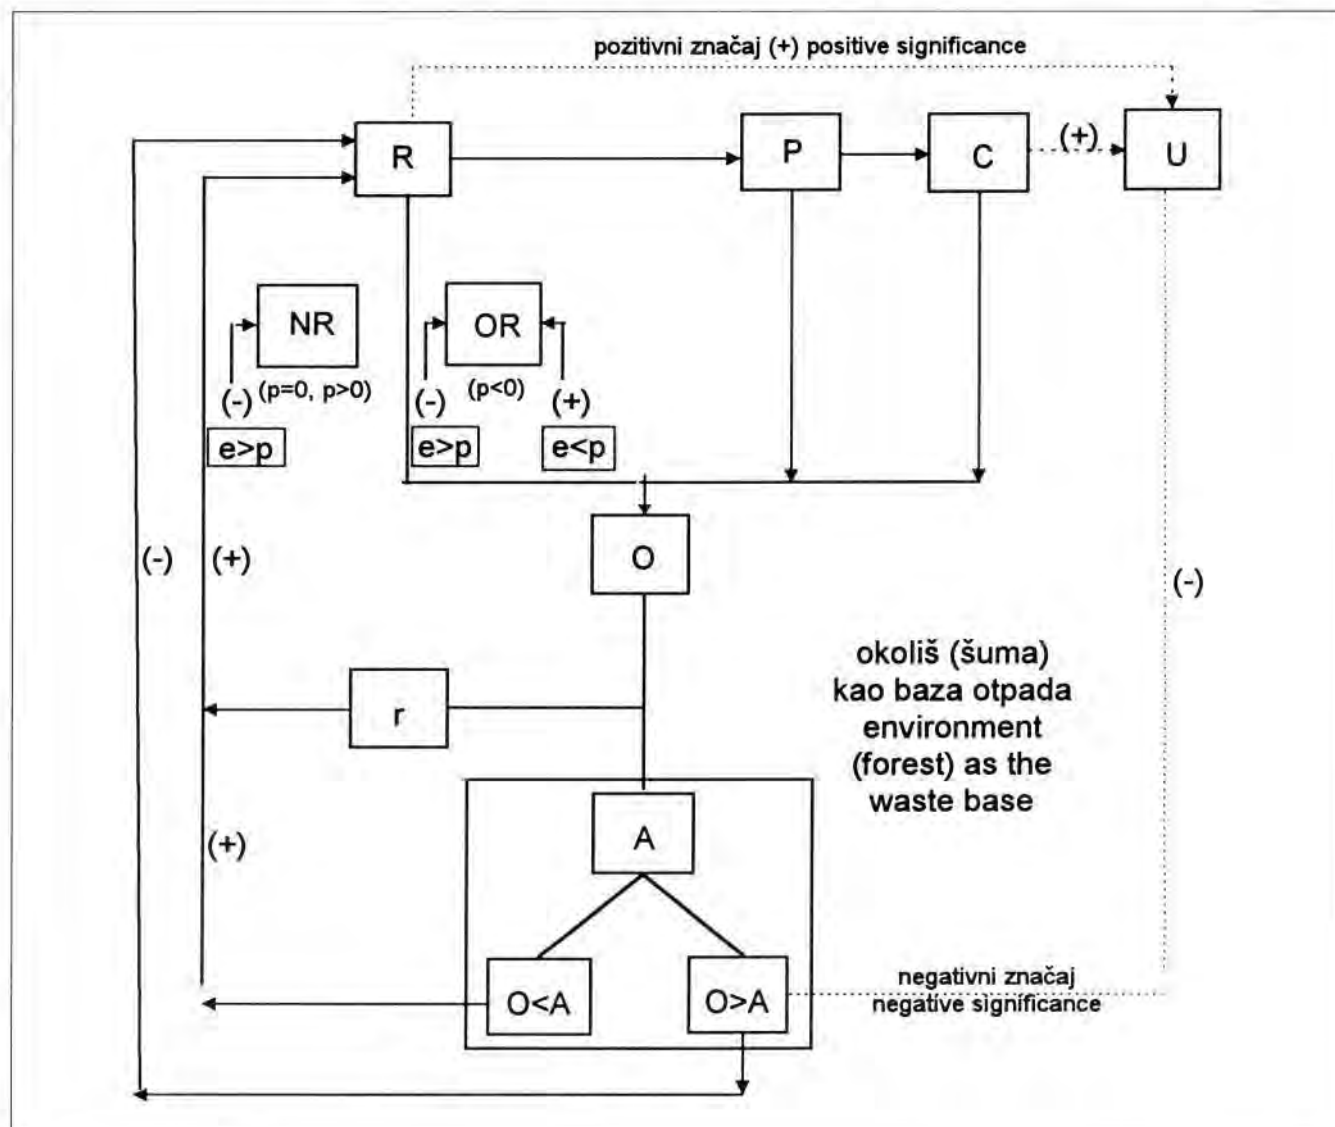 pozitivni značaj (+) positive significance
R
P
C
(+)
U
NR
OR
(-)
(p=0, p>0)
(-)
(p<0)
(+)
e>p
e>p
e<p
O
(-)
(+)
(-)
okoliš (šuma)
kao baza otpada
environment
(forest) as the
waste base
r
A
(+)
O<A
O>A
negativni značaj
negative significance